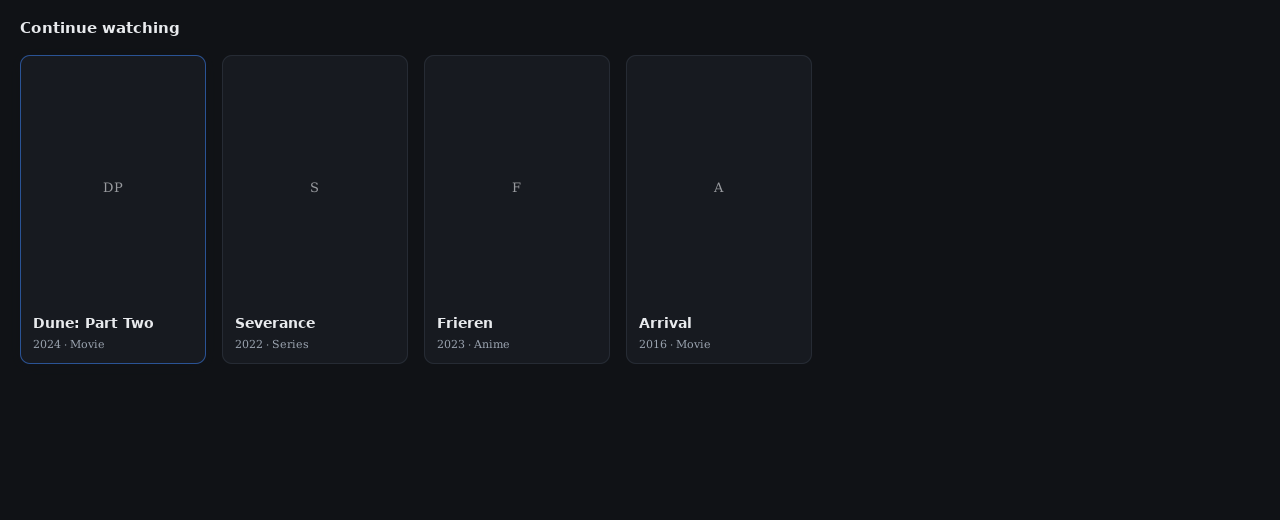 Continue watching
DP
S
F
A
Dune: Part Two
2024 · Movie
Severance
2022 · Series
Frieren
2023 · Anime
Arrival
2016 · Movie